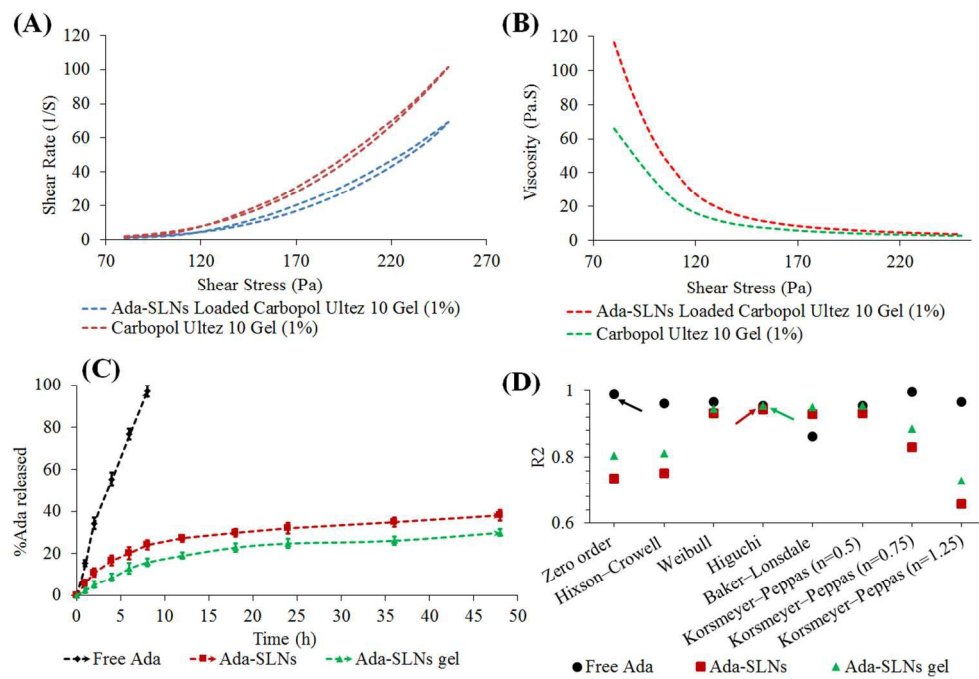 (A)
120
100
80
60
40
20
0
Shear Rate (1/S)
70 120 170 220 270
Shear Stress (Pa)
Ada-SLNs Loaded Carbopol Ultez 10 Gel (1%)
Carbopol Ultez 10 Gel (1%)
(B)
120
100
80
60
40
20
0
Viscosity (Pa.S)
70 120 170 220
Shear Stress (Pa)
Ada-SLNs Loaded Carbopol Ultez 10 Gel (1%)
Carbopol Ultez 10 Gel (1%)
(C)
100
80
60
40
20
0
%Ada released
0 5 10 15 20 25 30 35 40 45 50
Time (h)
Free Ada Ada-SLNs Ada-SLNs gel
(D)
1
0.8
0.6
R2
Zero order
Hixson–Crowell
Weibull
Higuchi
Baker–Lonsdale
Korsmeyer–Peppas (n=0.5)
Korsmeyer–Peppas (n=0.75)
Korsmeyer–Peppas (n=1.25)
Free Ada Ada-SLNs Ada-SLNs gel